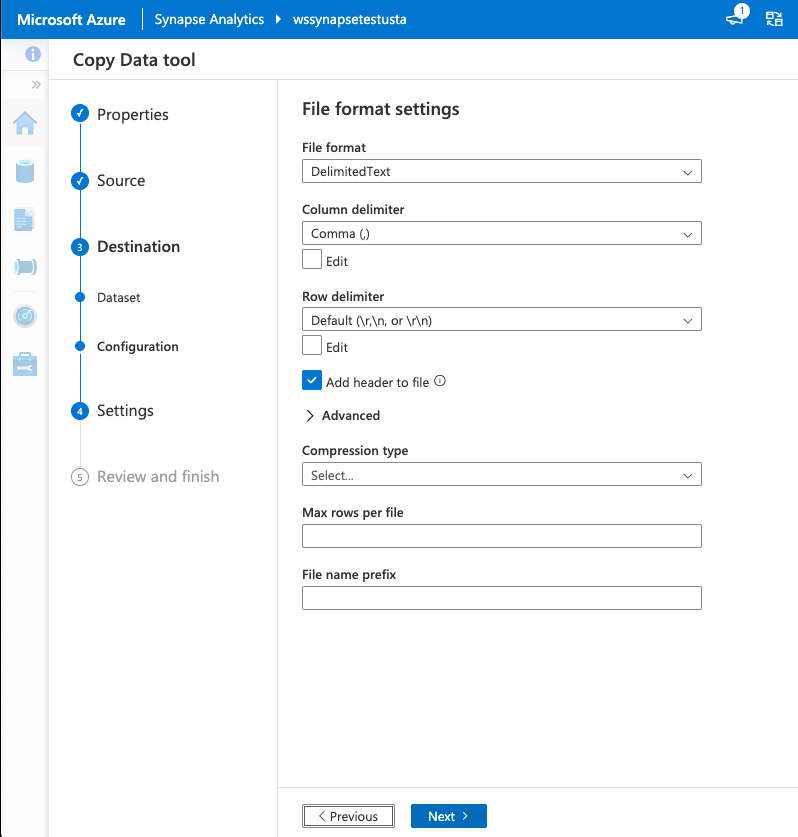 Microsoft Azure
Synapse Analytics
wssynapsetestusta
1
Copy Data tool
Properties
Source
3 Destination
Dataset
Configuration
4 Settings
5 Review and finish
File format settings
File format
DelimitedText
Column delimiter
Comma (,)
Edit
Row delimiter
Default (\r,\n, or \r\n)
Edit
Add header to file
Advanced
Compression type
Select...
Max rows per file
File name prefix
Previous
Next